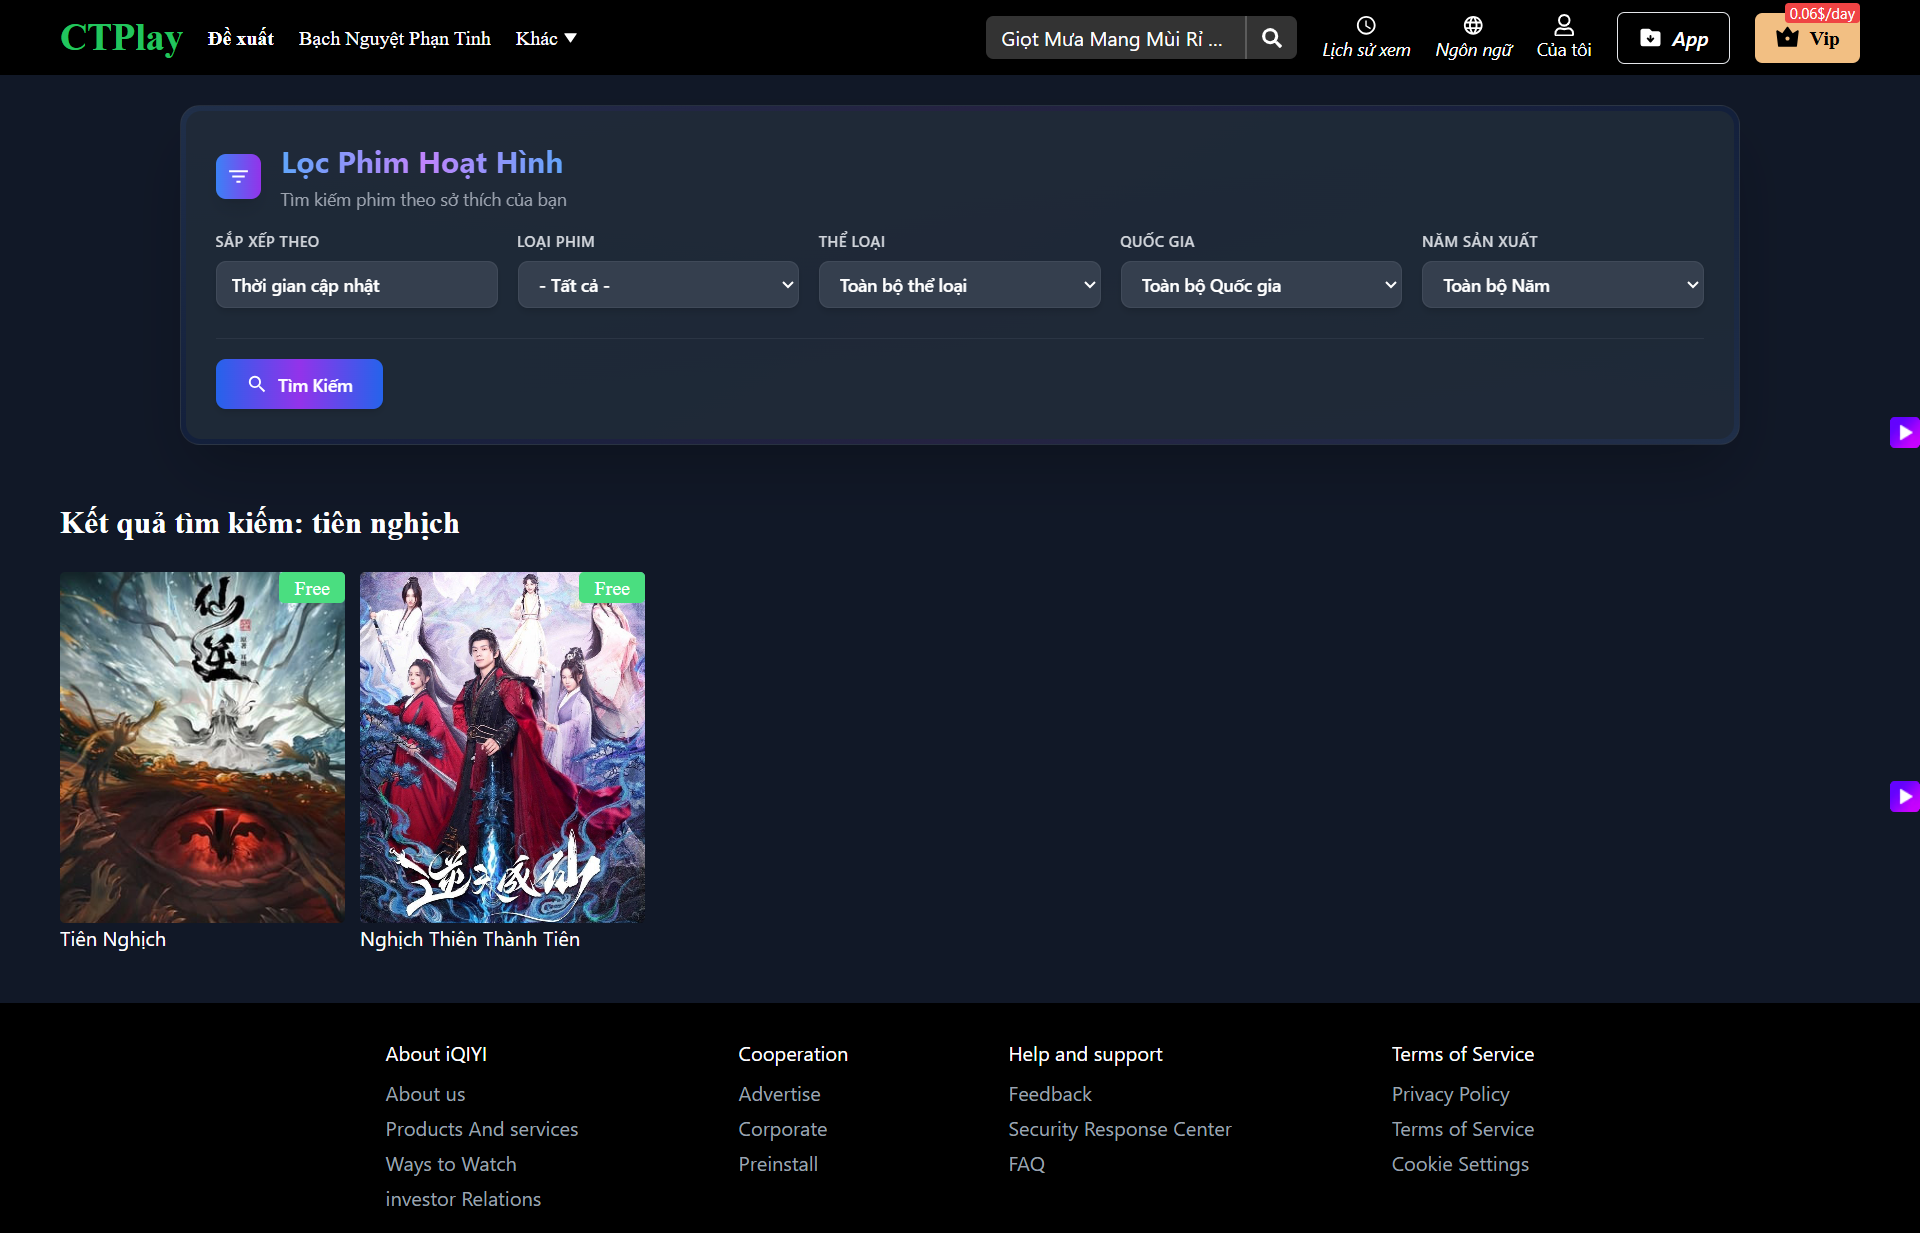 CTPlay
Đề xuất
Bạch Nguyệt Phạn Tinh
Khác
Giọt Mưa Mang Mùi Rỉ ...
Lịch sử xem
Ngôn ngữ
Của tôi
App
0.06$/day
Vip
Lọc Phim Hoạt Hình
Tìm kiếm phim theo sở thích của bạn
SẮP XẾP THEO
LOẠI PHIM
THỂ LOẠI
QUỐC GIA
NĂM SẢN XUẤT
Thời gian cập nhật
- Tất cả -
Toàn bộ thể loại
Toàn bộ Quốc gia
Toàn bộ Năm
Tìm Kiếm
Kết quả tìm kiếm: tiên nghịch
Free
仙逆
Free
逆天成仙
Tiên Nghịch
Nghịch Thiên Thành Tiên
About iQIYI
Cooperation
Help and support
Terms of Service
About us
Advertise
Feedback
Privacy Policy
Products And services
Corporate
Security Response Center
Terms of Service
Ways to Watch
Preinstall
FAQ
Cookie Settings
investor Relations